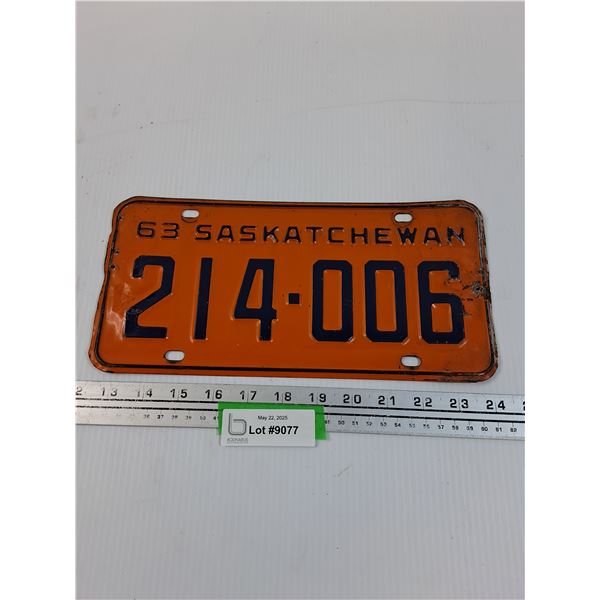 63 SASKATCHEWAN
214·006
2 13 14 15 16 17 18 19 20 21 22 23 24
May 22, 2025
Lot #9077